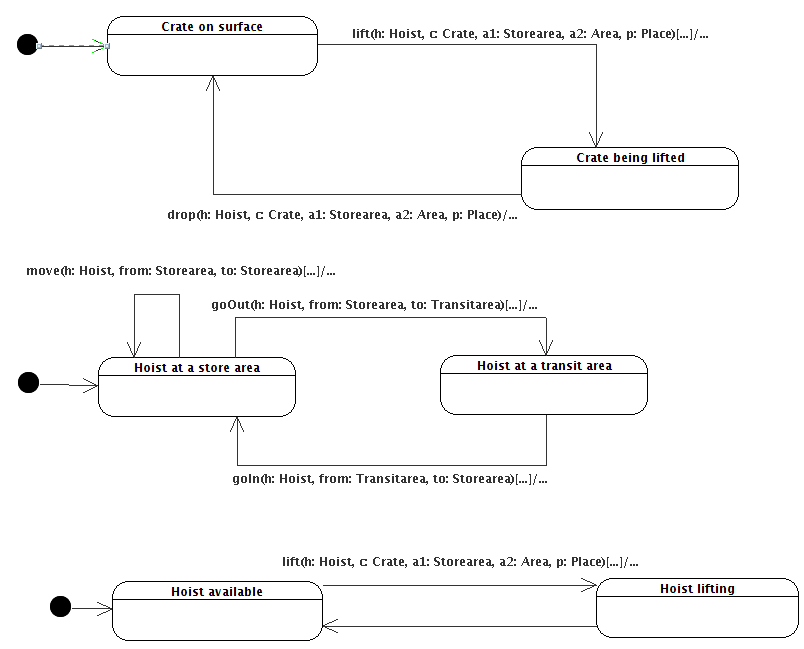 Crate on surface
lift(h: Hoist, c: Crate, a1: Storearea, a2: Area, p: Place)[...]/...
Crate being lifted
drop(h: Hoist, c: Crate, a1: Storearea, a2: Area, p: Place)/...
move(h: Hoist, from: Storearea, to: Storearea)[...]/...
goOut(h: Hoist, from: Storearea, to: Transitarea)[...]/...
Hoist at a store area
Hoist at a transit area
goIn(h: Hoist, from: Transitarea, to: Storearea)[...]/...
lift(h: Hoist, c: Crate, a1: Storearea, a2: Area, p: Place)[...]/...
Hoist available
Hoist lifting